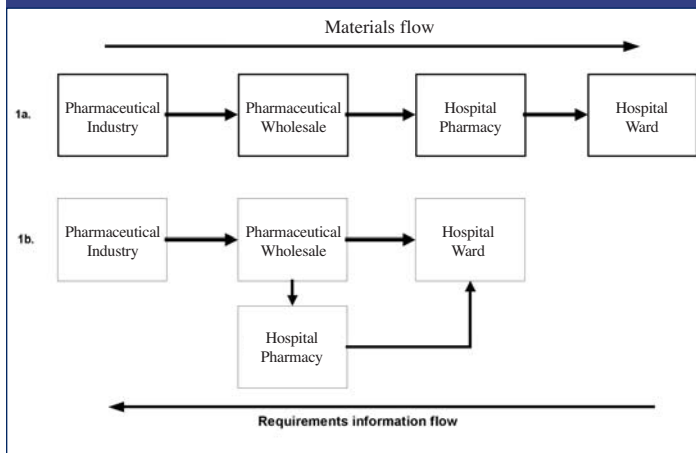 Materials flow
1a.
Pharmaceutical
Industry
Pharmaceutical
Wholesale
Hospital
Pharmacy
Hospital
Ward
1b.
Pharmaceutical
Industry
Pharmaceutical
Wholesale
Hospital
Ward
Hospital
Pharmacy
Requirements information flow